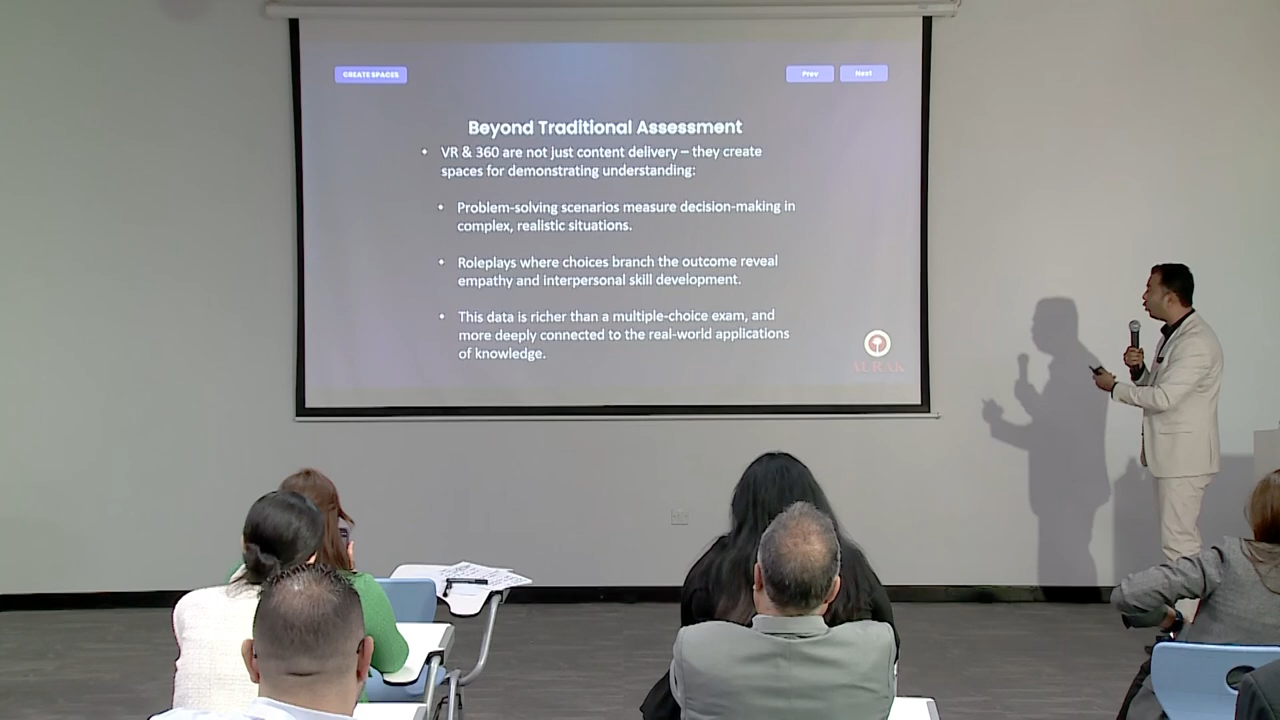 CREATE SPACES
Prev
Next
Beyond Traditional Assessment
• VR & 360 are not just content delivery – they create
spaces for demonstrating understanding:
• Problem-solving scenarios measure decision-making in
complex, realistic situations.
• Roleplays where choices branch the outcome reveal
empathy and interpersonal skill development.
• This data is richer than a multiple-choice exam, and
more deeply connected to the real-world applications
of knowledge.
AURAK